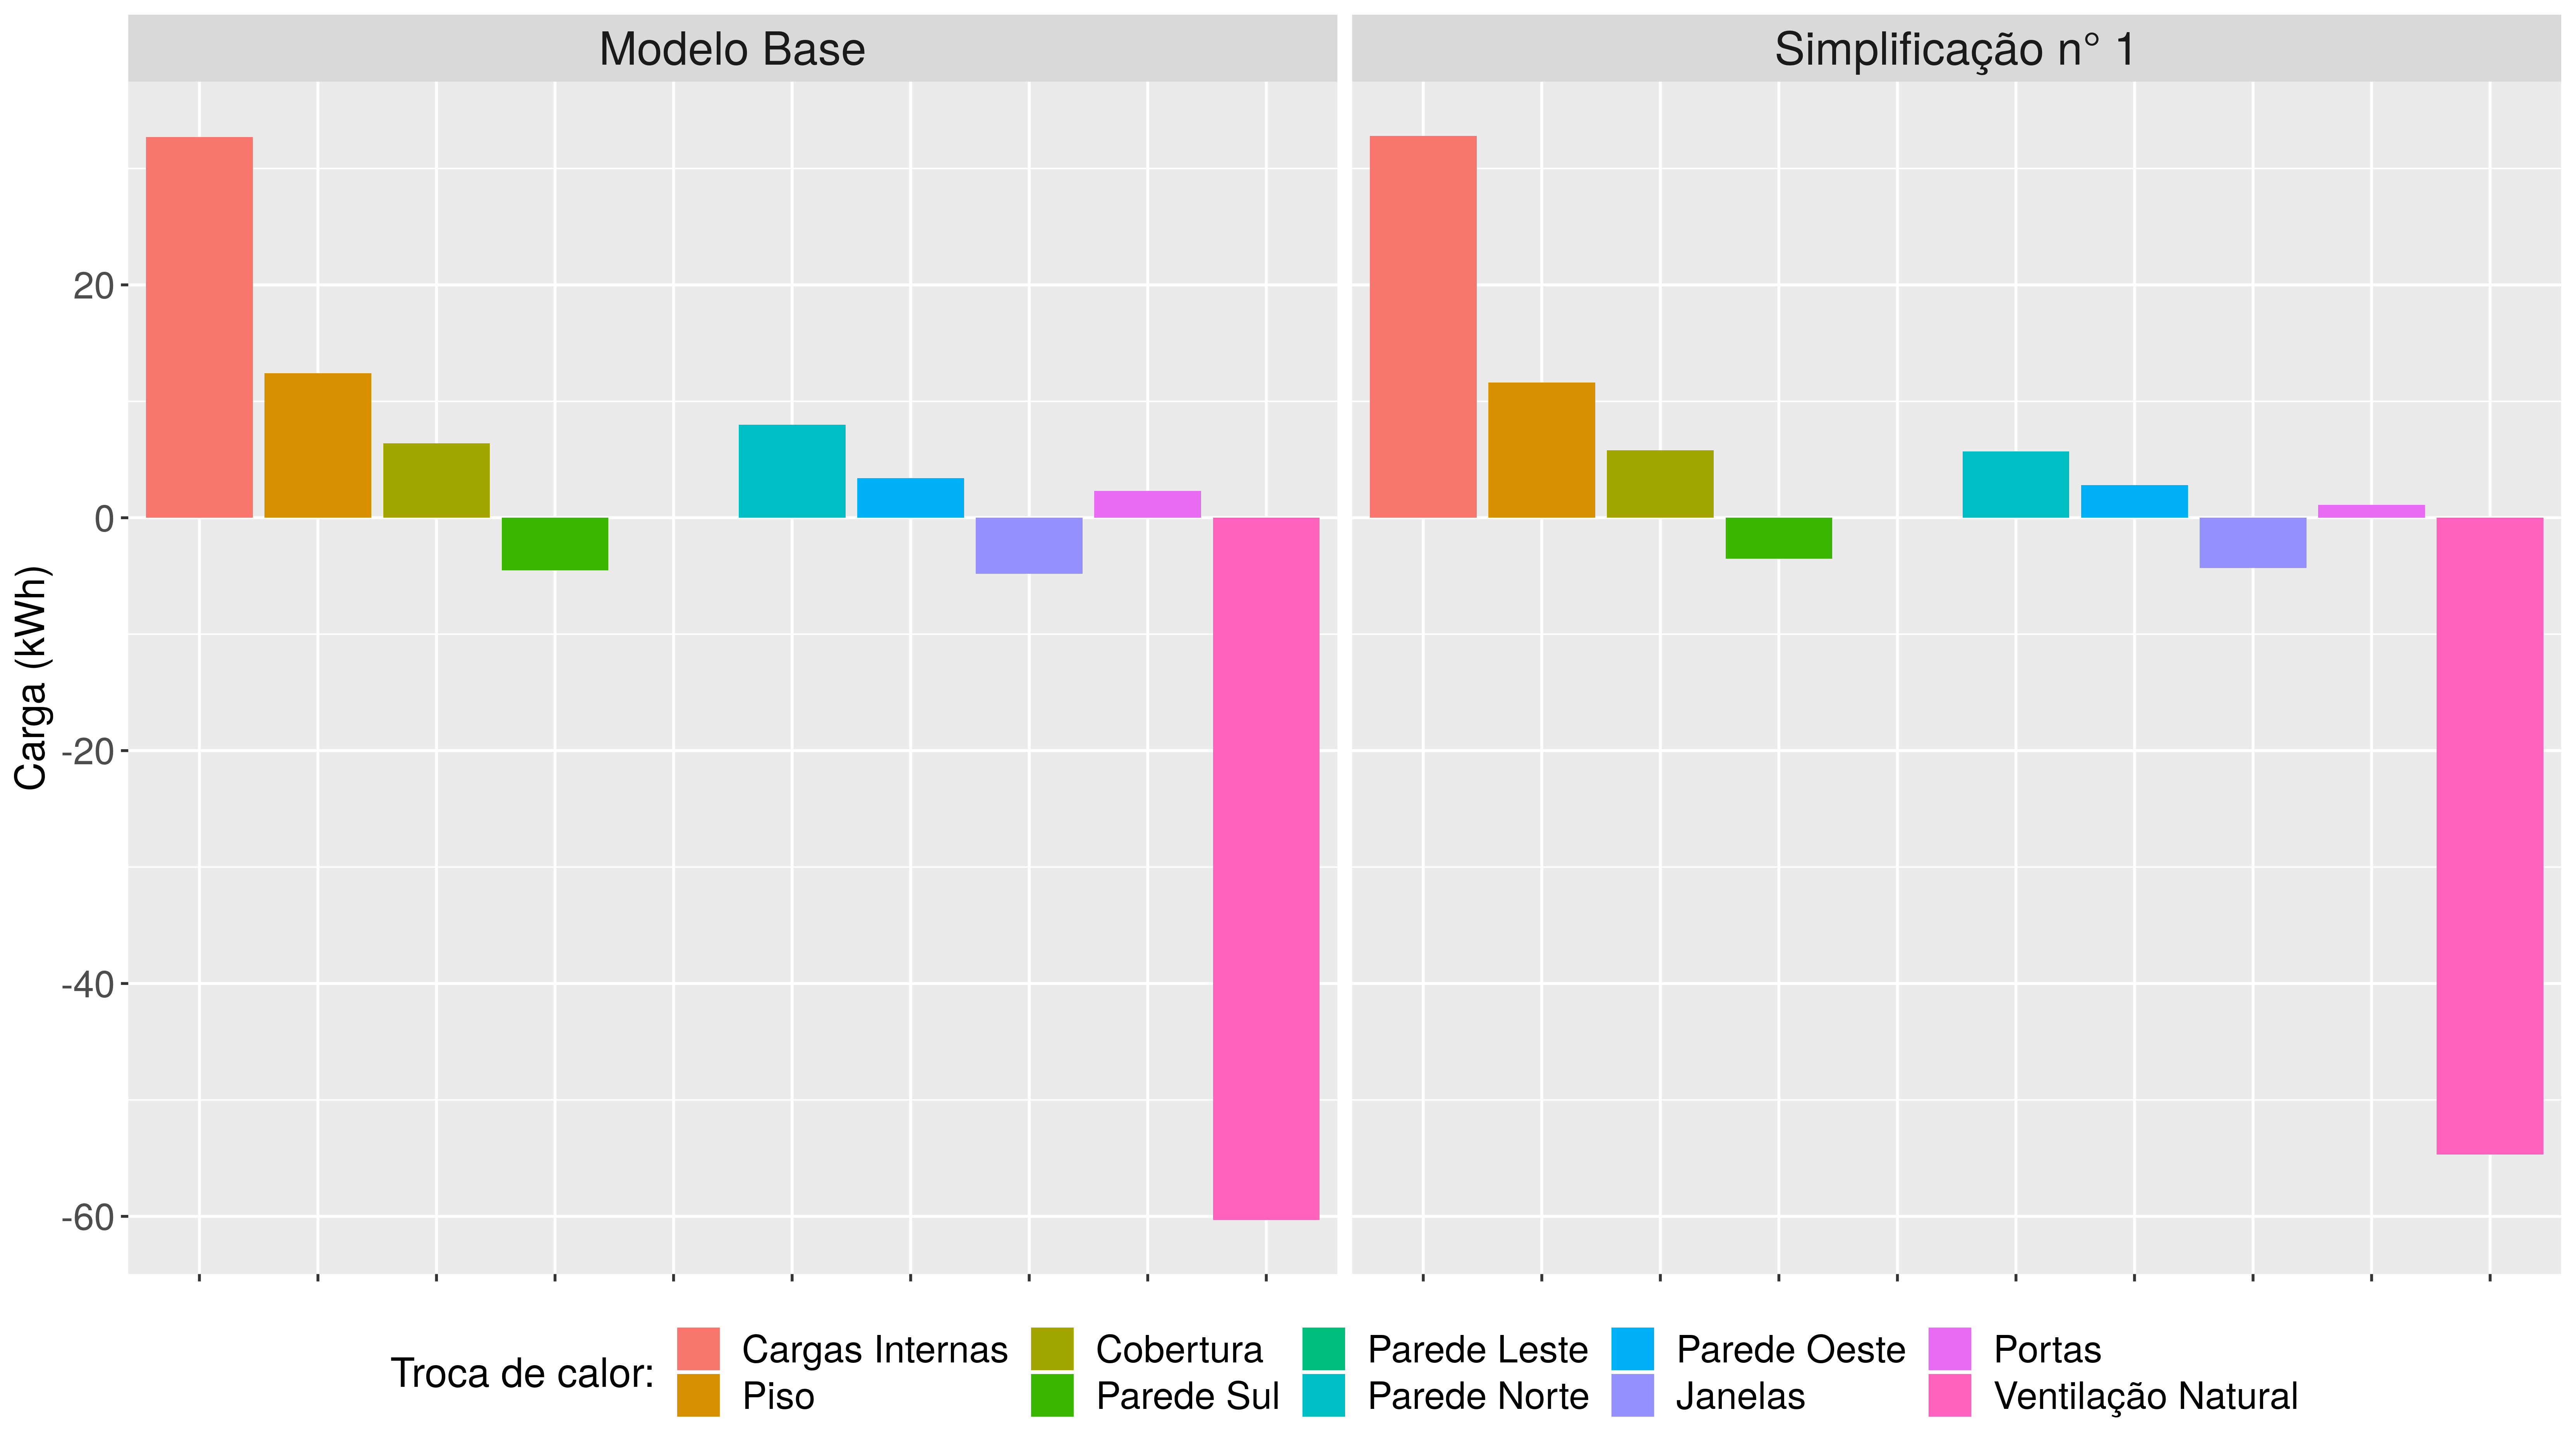 Modelo Base
Simplificação n° 1
20
0
-20
-40
-60
Carga (kWh)
Troca de calor:
Cargas Internas
Piso
Cobertura
Parede Sul
Parede Leste
Parede Norte
Parede Oeste
Janelas
Portas
Ventilação Natural